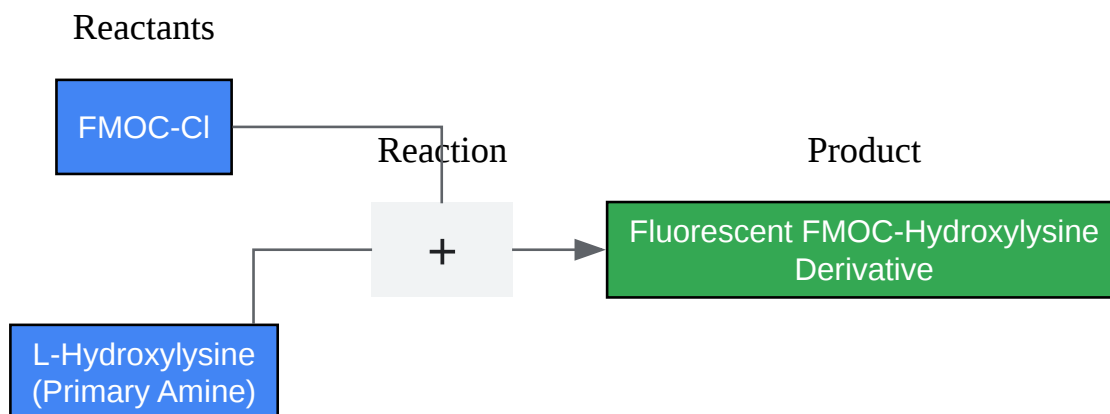 Reactants
FMOC-Cl
Reaction
Product
+
Fluorescent FMOC-Hydroxylysine
Derivative
L-Hydroxylysine
(Primary Amine)